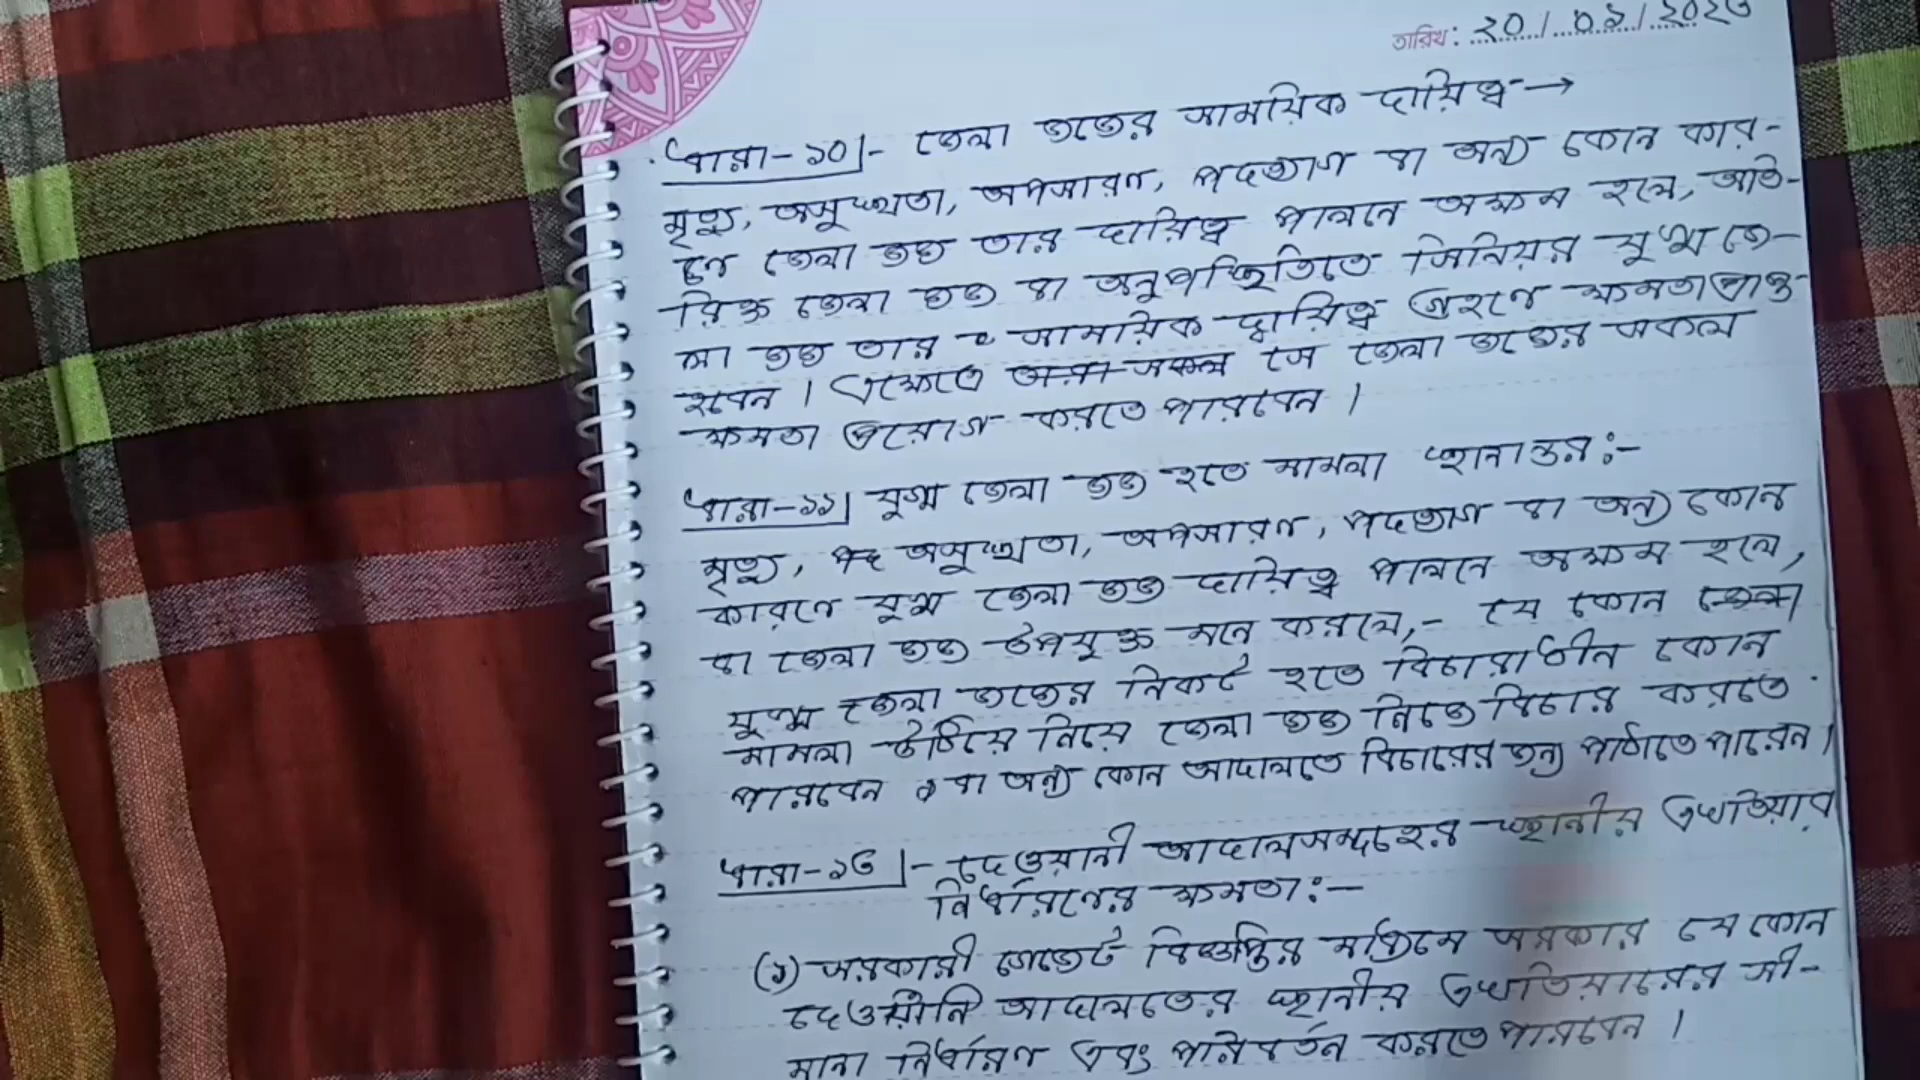 তারিখ: ২০/০২/২০২৩
ধারা-১০।- জেলা জজের সাময়িক দায়িত্ব →
মৃত্যু, অসুস্থতা, অপসারণ, পদত্যাগ বা অন্য কোন কার-
ণে জেলা জজ তার দায়িত্ব পালনে অক্ষম হলে, অতি-
রিক্ত জেলা জজ বা অনুপস্থিতিতে সিনিয়র যুগ্ম জে-
লা জজ তার সাময়িক দায়িত্ব গ্রহণে ক্ষমতাপ্রাপ্ত
হবেন। এক্ষেত্রে তারা সকল সে জেলা জজের সকল
ক্ষমতা প্রয়োগ করতে পারবেন।
ধারা-১১। যুগ্ম জেলা জজ হতে মামলা স্থানান্তর:-
মৃত্যু, পদ অসুস্থতা, অপসারণ, পদত্যাগ বা অন্য কোন
কারণে যুগ্ম জেলা জজ দায়িত্ব পালনে অক্ষম হলে,
বা জেলা জজ উপযুক্ত মনে করলে,- যে কোন জেলা
যুগ্ম জেলা জজের নিকট হতে বিচারাধীন কোন
মামলা উঠিয়ে নিয়ে জেলা জজ নিজে বিচার করতে
পারবেন বা অন্য কোন আদালতে বিচারের জন্য পাঠাতে পারেন।
ধারা-১৩।- দেওয়ানী আদালসমূহের স্থানীয় এখতিয়ার
নির্ধারণের ক্ষমতা:-
(১) সরকারী গেজেট বিজ্ঞপ্তির মাধ্যমে সরকার যে কোন
দেওয়ানি আদালতের স্থানীয় এখতিয়ারের সী-
মানা নির্ধারণ এবং পরিবর্তন করতে পারবেন।